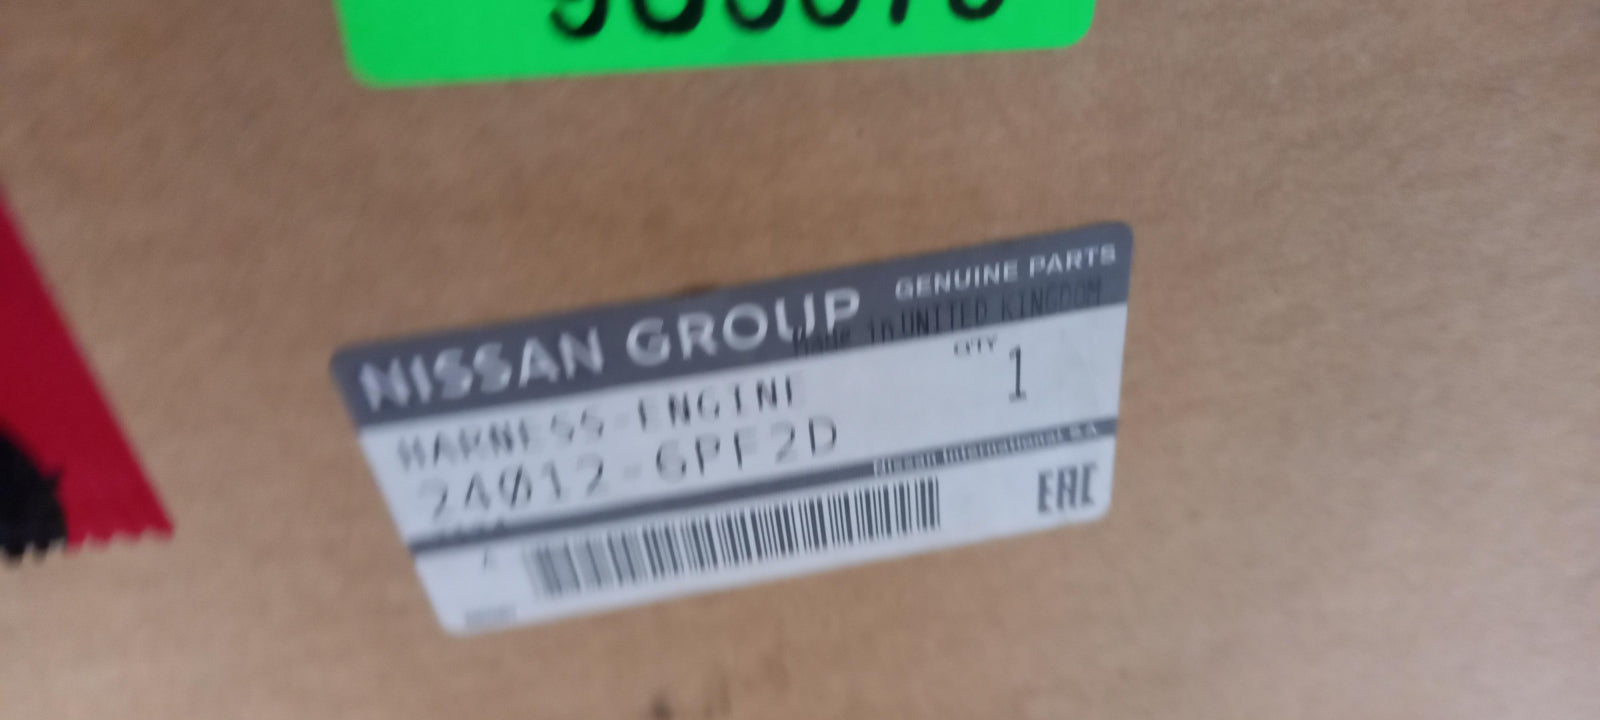 NISSAN GROUP
GENUINE PARTS
Made in UNITED KINGDOM
HARNESS-ENGINE
QTY
1
24012-6PF2D
Nissan International SA
EAC